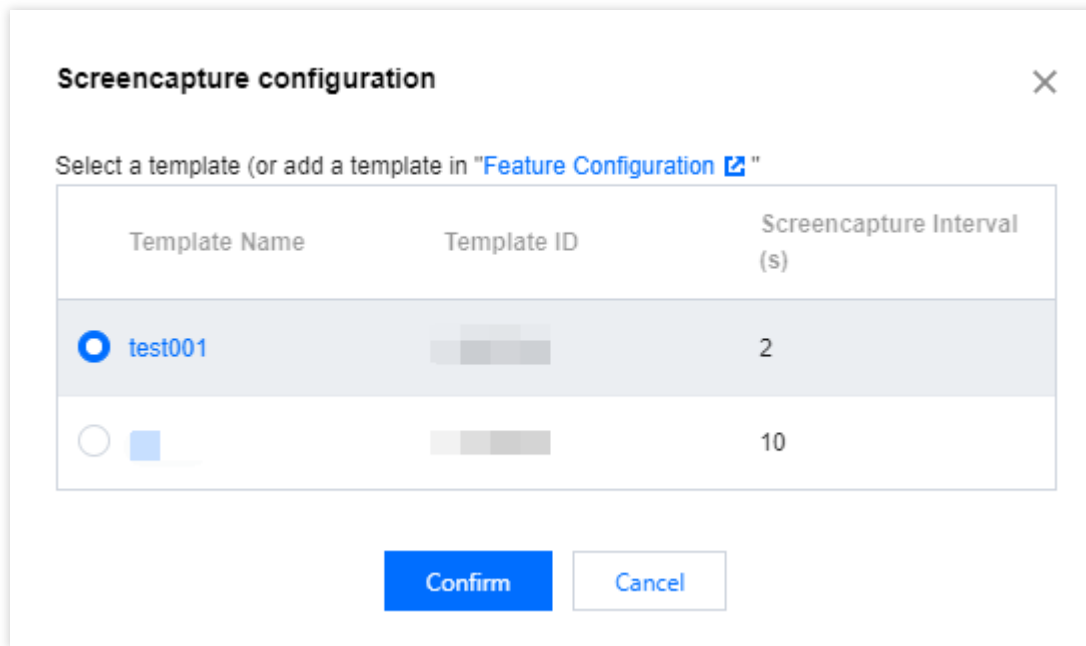 Screencapture configuration
Select a template (or add a template in "Feature Configuration "
Template Name
Template ID
Screencapture Interval
(s)
test001
2
10
Confirm
Cancel